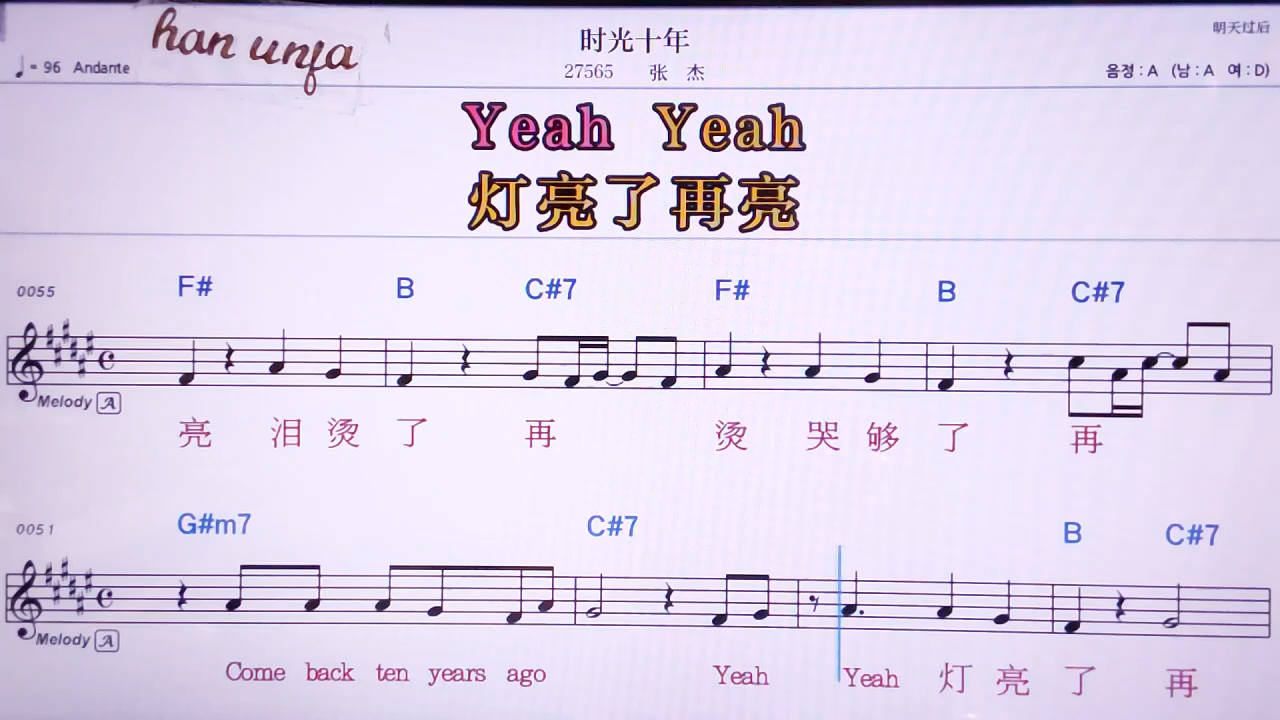 han unja
时光十年
明天过后
♩= 96 Andante
27565 张 杰
음정 : A (남 : A 여 : D)
Yeah Yeah
灯亮了再亮
0055 F# B C#7 F# B C#7
Melody A
亮 泪 烫 了 再 烫 哭 够 了 再
0051 G#m7 C#7 B C#7
Melody A
Come back ten years ago Yeah Yeah 灯 亮 了 再